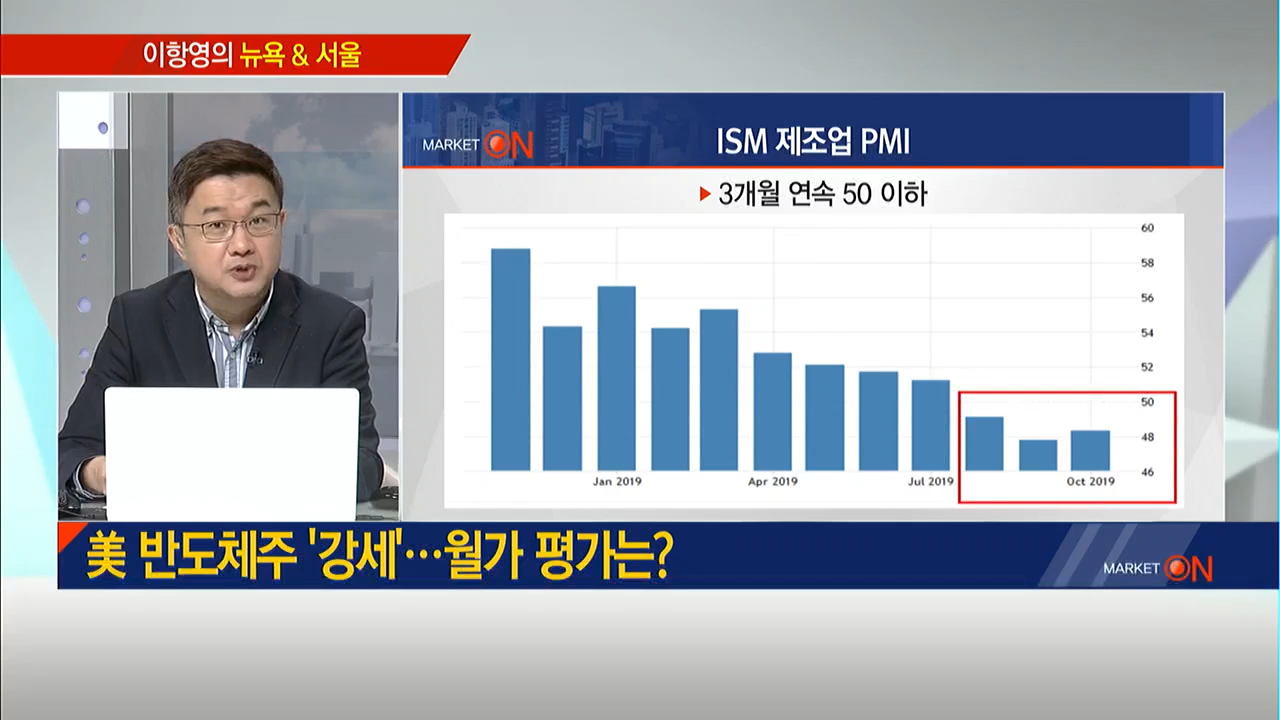 이항영의 뉴욕 & 서울
MARKET ON
ISM 제조업 PMI
3개월 연속 50 이하
60
58
56
54
52
50
48
46
Jan 2019
Apr 2019
Jul 2019
Oct 2019
美 반도체주 '강세'…월가 평가는?
MARKET ON